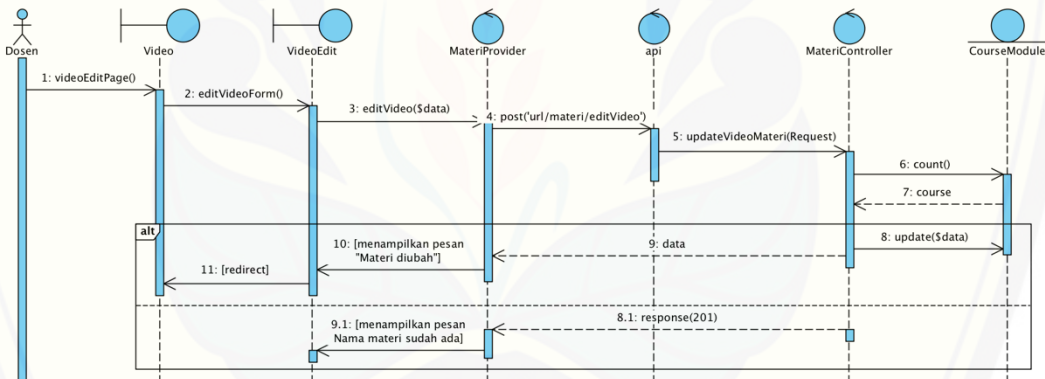 Dosen
Video
VideoEdit
MateriProvider
api
MateriController
CourseModule
1: videoEditPage()
2: editVideoForm()
3: editVideo($data)
4: post('url/materi/editVideo')
5: updateVideoMateri(Request)
6: count()
7: course
alt
8: update($data)
9: data
10: [menampilkan pesan
"Materi diubah"]
11: [redirect]
8.1: response(201)
9.1: [menampilkan pesan
Nama materi sudah ada]